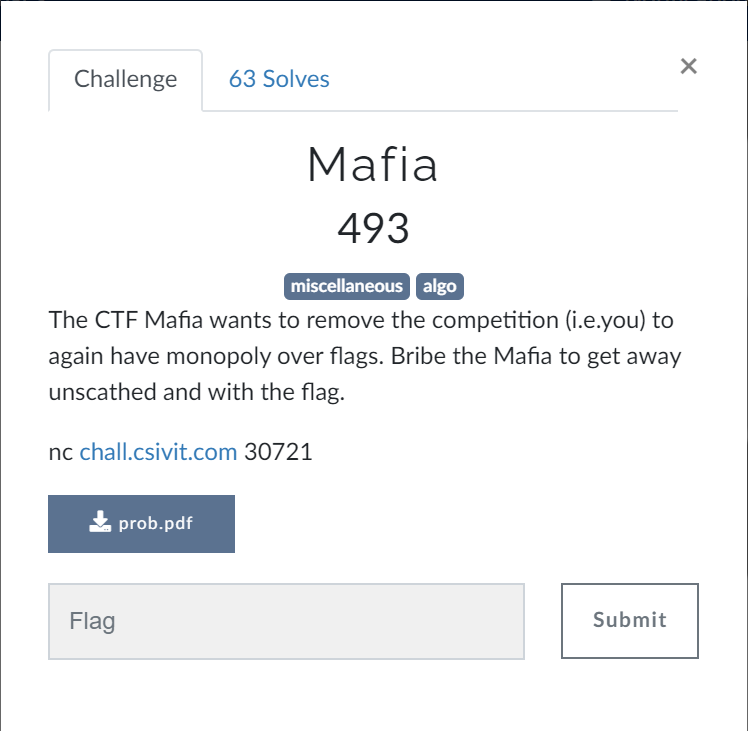 Challenge
63 Solves
×
Mafia
493
miscellaneous algo
The CTF Mafia wants to remove the competition (i.e.you) to
again have monopoly over flags. Bribe the Mafia to get away
unscathed and with the flag.
nc chall.csivit.com 30721
prob.pdf
Flag
Submit